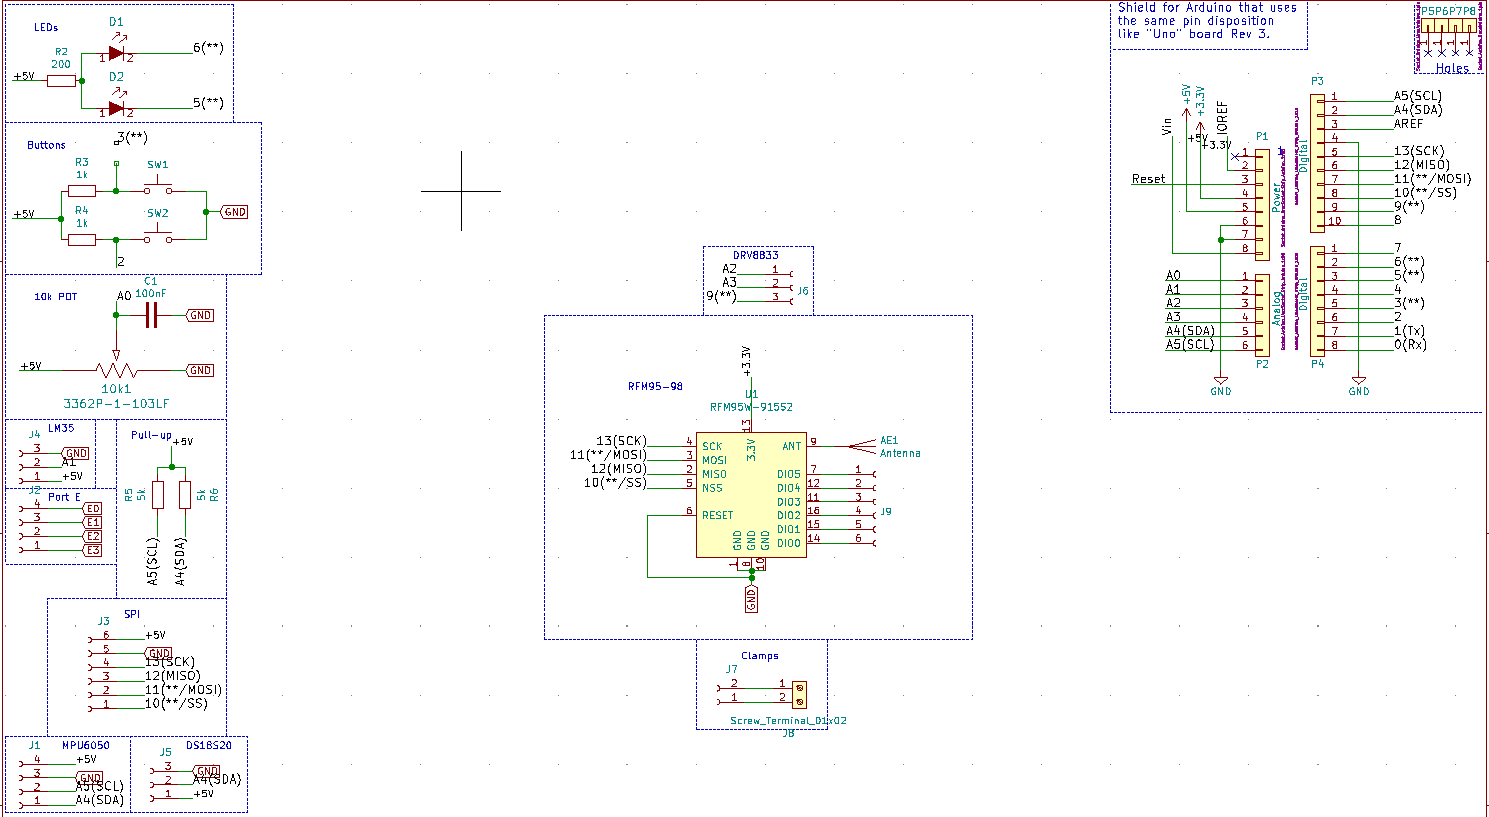 LEDs
D1
R2
200
+5V
1
2
6(**)
D2
1
2
5(**)
Buttons
3(**)
R3
1k
SW1
R4
1k
SW2
+5V
GND
2
10k POT
C1
100nF
A0
GND
+5V
GND
10k1
3362P-1-103LF
LM35
J4
3
GND
2
A1
1
+5V
J2
Port E
4
E0
3
E1
2
E2
1
E3
Pull-up
+5V
R5
5k
5k
R6
A5(SCL)
A4(SDA)
SPI
J3
6
+5V
5
GND
4
13(SCK)
3
12(MISO)
2
11(**/MOSI)
1
10(**/SS)
J1
MPU6050
4
+5V
3
GND
2
A5(SCL)
1
A4(SDA)
J5
DS18S20
3
GND
2
A4(SDA)
1
+5V
DRV8833
A2
1
A3
2
9(**)
3
J6
RFM95-98
+3.3V
U1
RFM95W-915S2
13
3.3V
13(SCK)
4
SCK
11(**/MOSI)
3
MOSI
12(MISO)
2
MISO
10(**/SS)
5
NSS
6
RESET
ANT
9
AE1
Antenna
DIO5
7
1
DIO4
12
2
DIO3
11
3
DIO2
16
4
J9
DIO1
15
5
DIO0
14
6
GND
GND
GND
1
8
10
GND
Clamps
J7
2
1
1
2
Screw_Terminal_01x02
J8
Shield for Arduino that uses
the same pin disposition
like "Uno" board Rev 3.
P5P6P7P8
1
1
1
1
Holes
Vin
+5V
+3.3V
IOREF
+5V
+3.3V
Reset
P1
1
2
3
4
5
6
7
8
Power
1
P3
Digital
1
A5(SCL)
2
A4(SDA)
3
AREF
4
5
13(SCK)
6
12(MISO)
7
11(**/MOSI)
8
10(**/SS)
9
9(**)
10
8
A0
1
A1
2
A2
3
A3
4
A4(SDA)
5
A5(SCL)
6
Analog
P2
Digital
1
7
2
6(**)
3
5(**)
4
4
5
3(**)
6
2
7
1(Tx)
8
0(Rx)
P4
GND
GND